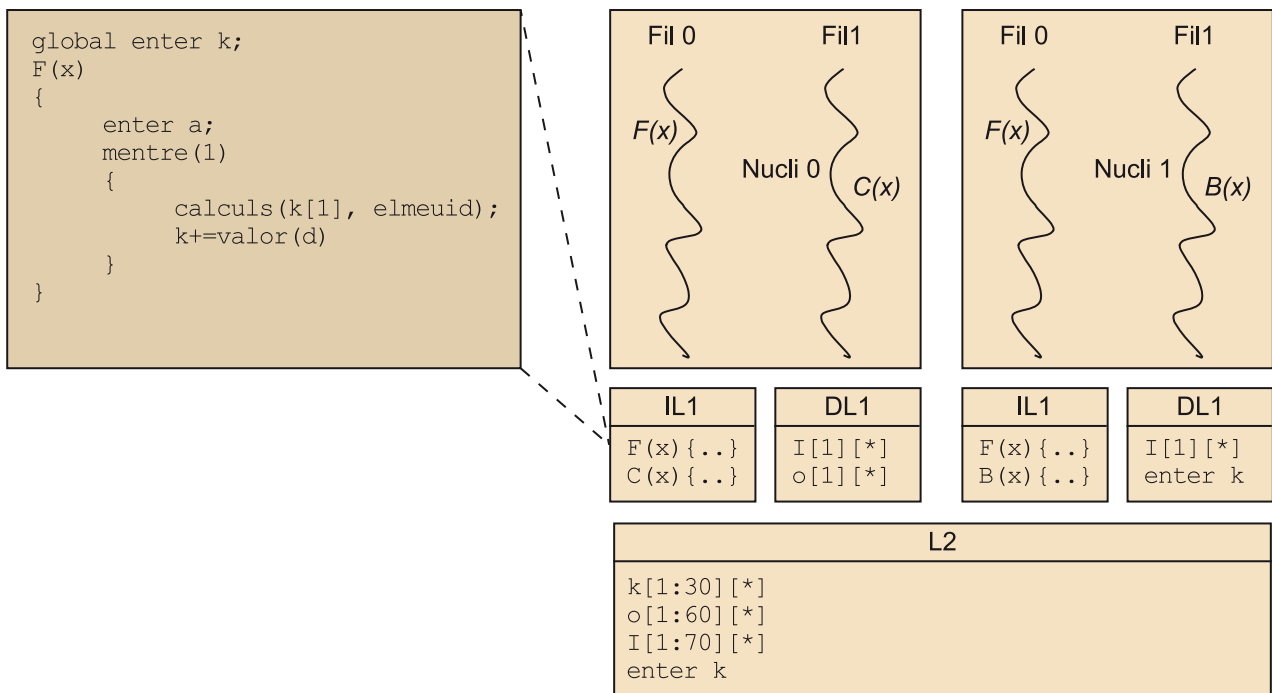 global enter k;
F(x)
{
enter a;
mentre(1)
{
calculs(k[1], elmeuid);
k+=valor(d)
}
}
Fil 0 Fil1
F(x)
Nucli 0
C(x)
Fil 0 Fil1
F(x)
Nucli 1
B(x)
IL1
F(x){..}
C(x){..}
DL1
I[1][*]
o[1][*]
IL1
F(x){..}
B(x){..}
DL1
I[1][*]
enter k
L2
k[1:30][*]
o[1:60][*]
I[1:70][*]
enter k